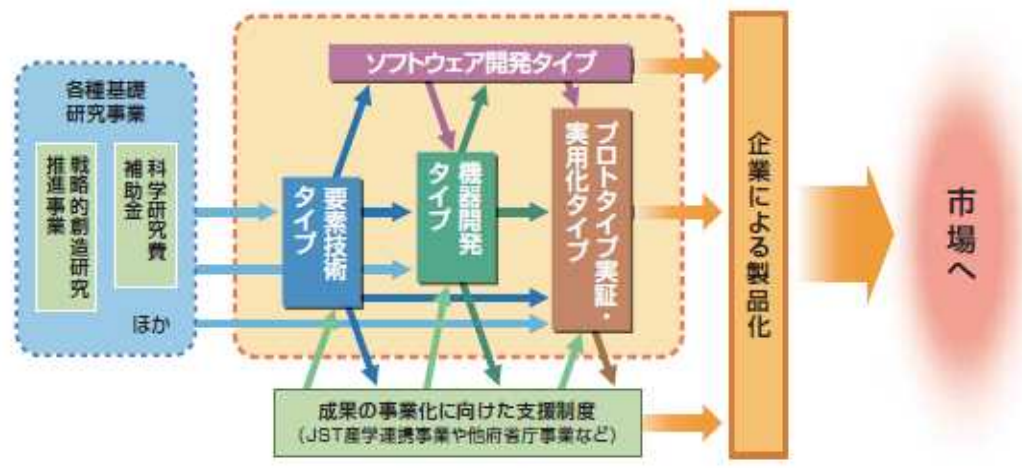 各種基礎
研究事業
戦略的創造研究
推進事業
科学研究費
補助金
ほか
ソフトウェア開発タイプ
要素技術
タイプ
機器開発
タイプ
プロトタイプ実証・
実用化タイプ
成果の事業化に向けた支援制度
(JST産学連携事業や他府省庁事業など)
企業による製品化
市場へ